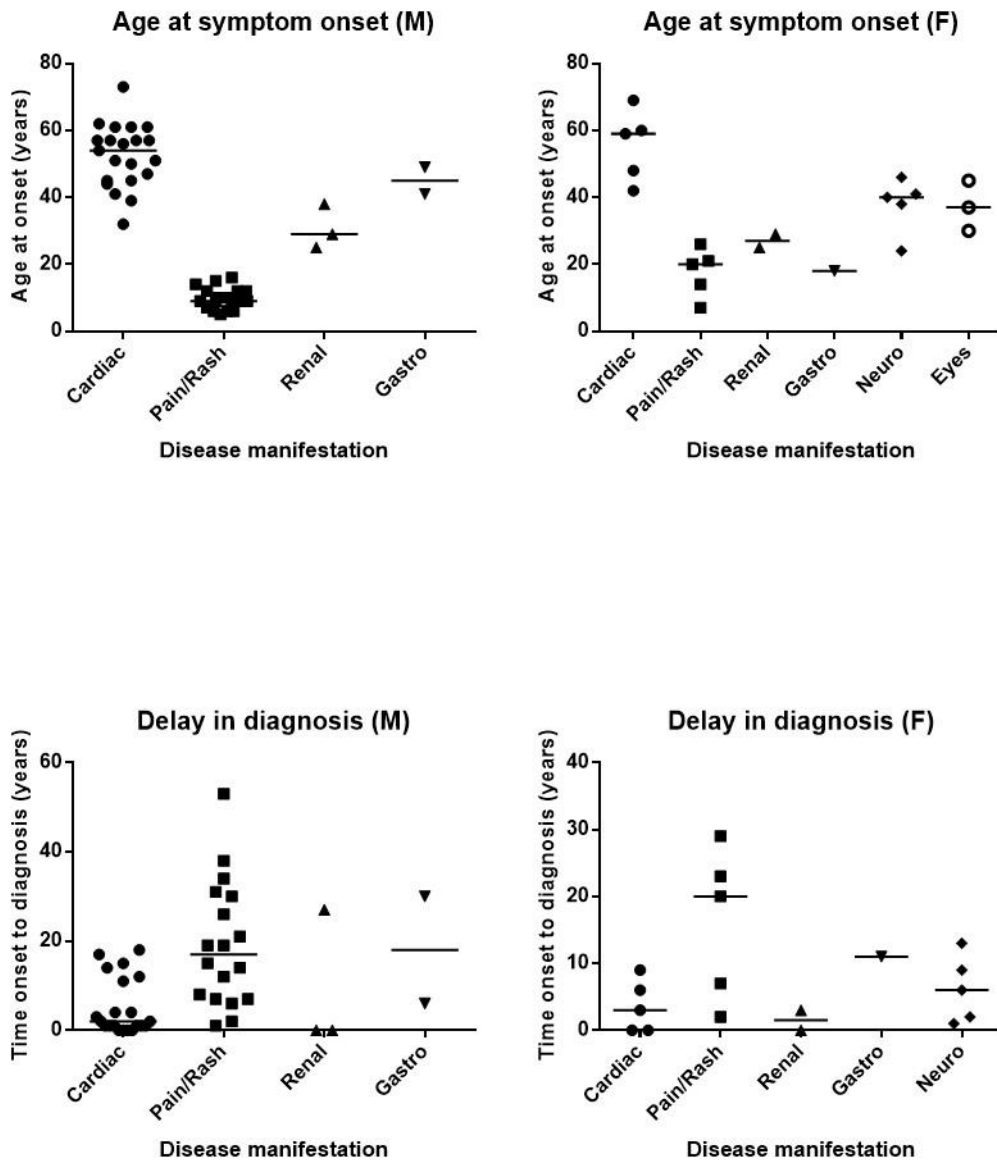 Age at symptom onset (M)
Age at onset (years)
80
60
40
20
0
Cardiac
Pain/Rash
Renal
Gastro
Disease manifestation
Age at symptom onset (F)
Age at onset (years)
80
60
40
20
0
Cardiac
Pain/Rash
Renal
Gastro
Neuro
Eyes
Disease manifestation
Delay in diagnosis (M)
Time onset to diagnosis (years)
60
40
20
0
Cardiac
Pain/Rash
Renal
Gastro
Disease manifestation
Delay in diagnosis (F)
Time onset to diagnosis (years)
40
30
20
10
0
Cardiac
Pain/Rash
Renal
Gastro
Neuro
Disease manifestation